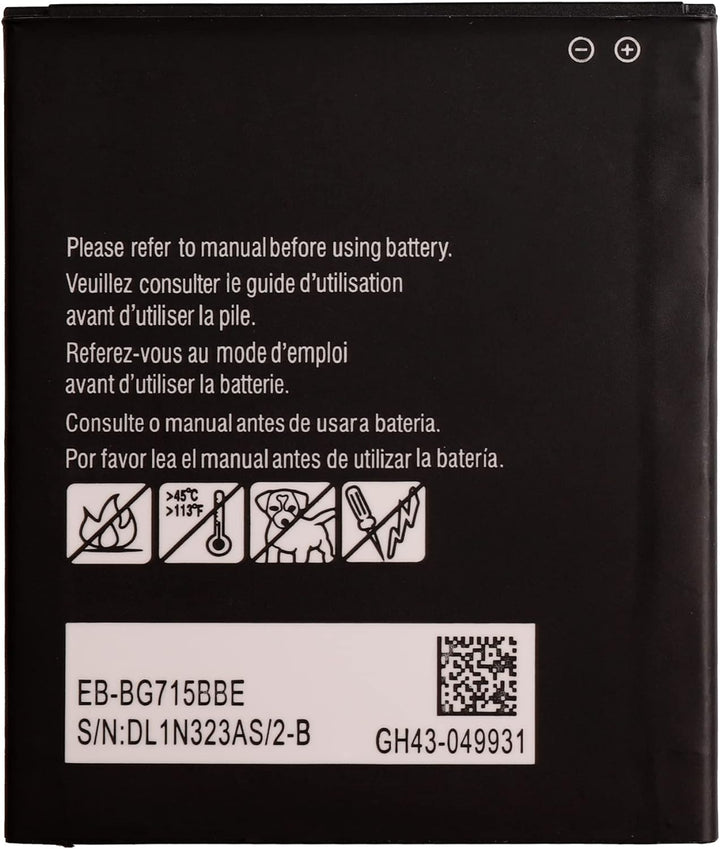 Please refer to manual before using battery.
Veuillez consulter le guide d'utilisation
avant d'utiliser la pile.
Referez-vous au mode d'emploi
avant d'utiliser la batterie.
Consulte o manual antes de usar a bateria.
Por favor lea el manual antes de utilizar la batería.
>45°C
>113°F
EB-BG715BBE
S/N:DL1N323AS/2-B
GH43-049931